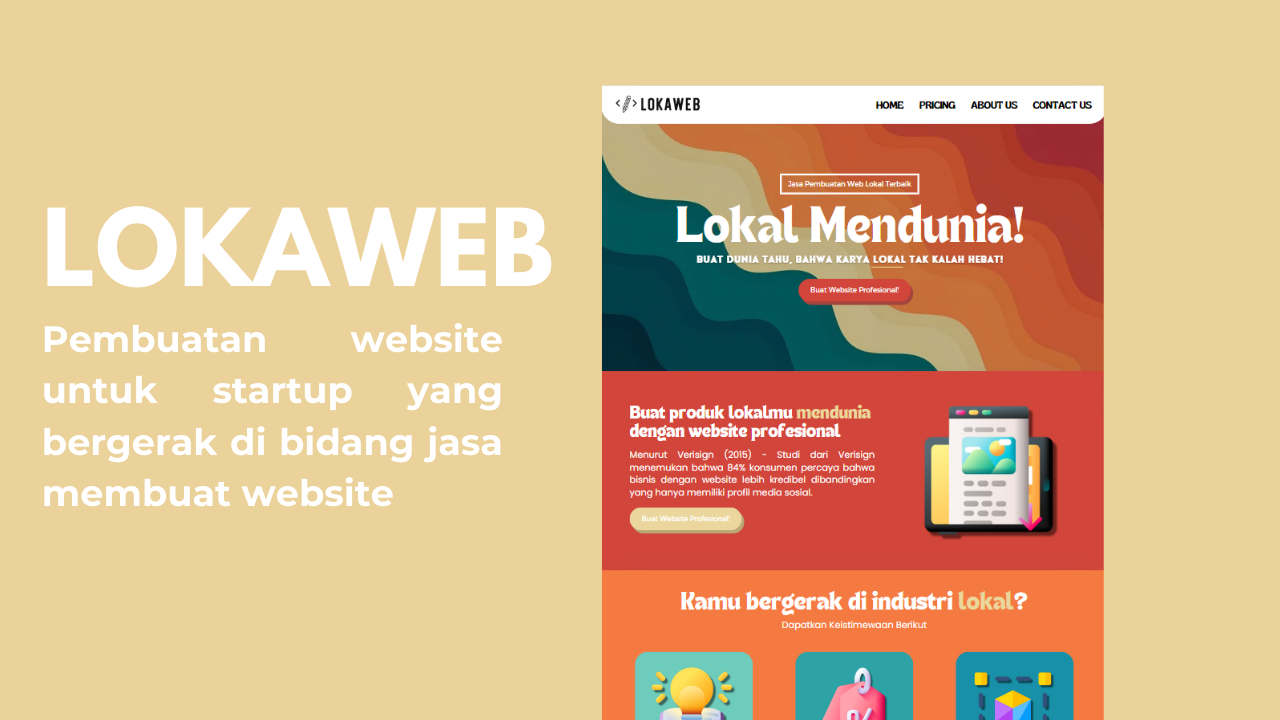 LOKAWEB
Pembuatan website
untuk startup yang
bergerak di bidang jasa
membuat website
LOKAWEB
HOME PRICING ABOUT US CONTACT US
Jasa Pembuatan Web Lokal Terbaik
Lokal Mendunia!
BUAT DUNIA TAHU, BAHWA KARYA LOKAL TAK KALAH HEBAT!
Buat Website Profesional!
Buat produk lokalmu mendunia
dengan website profesional
Menurut Verisign (2015) - Studi dari Verisign
menemukan bahwa 84% konsumen percaya bahwa
bisnis dengan website lebih kredibel dibandingkan
yang hanya memiliki profil media sosial.
Buat Website Profesional!
Kamu bergerak di industri lokal?
Dapatkan Keistimewaan Berikut
%